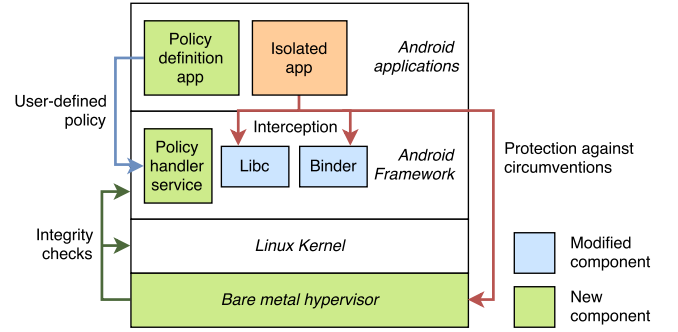 Policy
definition
app
Isolated
app
Android
applications
User-defined
policy
Interception
Policy
handler
service
Libc
Binder
Android
Framework
Protection against
circumventions
Integrity
checks
Linux Kernel
Modified
component
Bare metal hypervisor
New
component